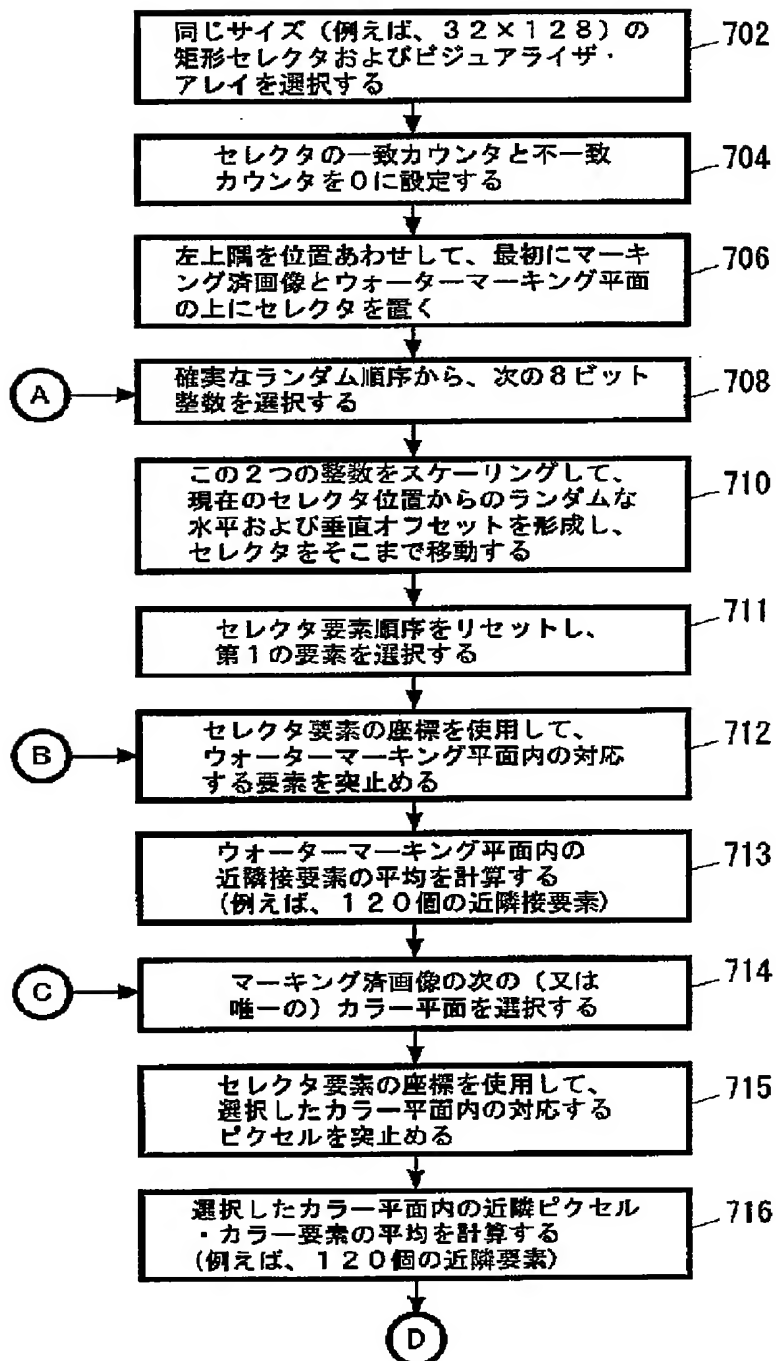 同じサイズ（例えば、３２×１２８）の
矩形セレクタおよびビジュアライザ・
アレイを選択する
702
セレクタの一致カウンタと不一致
カウンタを０に設定する
704
左上隅を位置あわせして、最初にマーキ
ング済画像とウォーターマーキング平面
の上にセレクタを置く
706
A
確実なランダム順序から、次の８ビット
整数を選択する
708
この２つの整数をスケーリングして、
現在のセレクタ位置からのランダムな
水平および垂直オフセットを形成し、
セレクタをそこまで移動する
710
セレクタ要素順序をリセットし、
第１の要素を選択する
711
B
セレクタ要素の座標を使用して、
ウォーターマーキング平面内の対応
する要素を突止める
712
ウォーターマーキング平面内の
近隣接要素の平均を計算する
(例えば、１２０個の近隣接要素)
713
C
マーキング済画像の次の（又は
唯一の）カラー平面を選択する
714
セレクタ要素の座標を使用して、
選択したカラー平面内の対応する
ピクセルを突止める
715
選択したカラー平面内の近隣ピクセル
・カラー要素の平均を計算する
(例えば、１２０個の近隣要素)
716
D